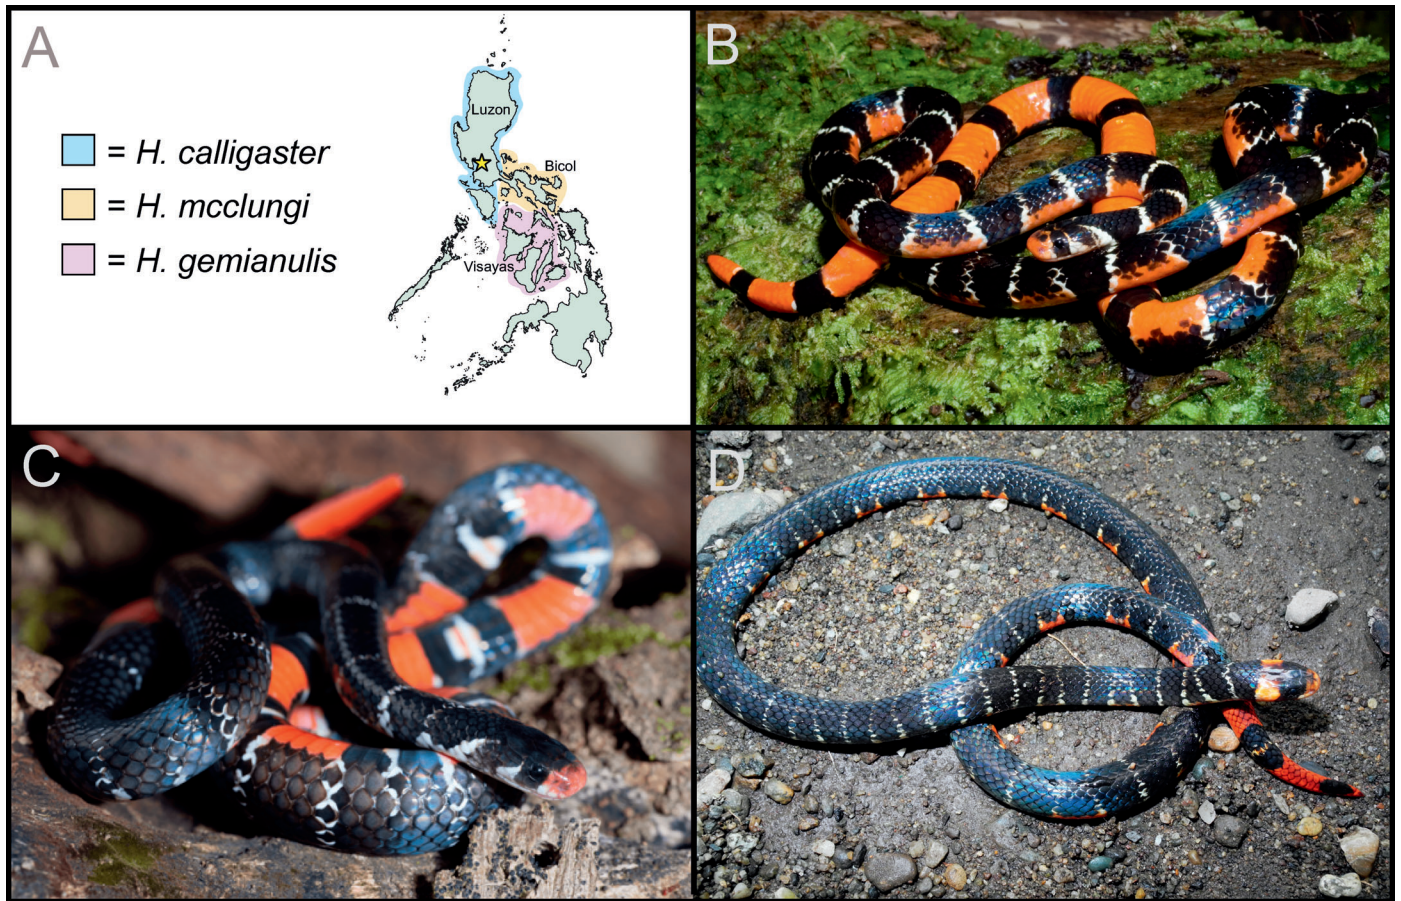 A
= H. calligaster
= H. mcclungi
= H. gemianulis
Luzon
Bicol
Visayas
B
C
D